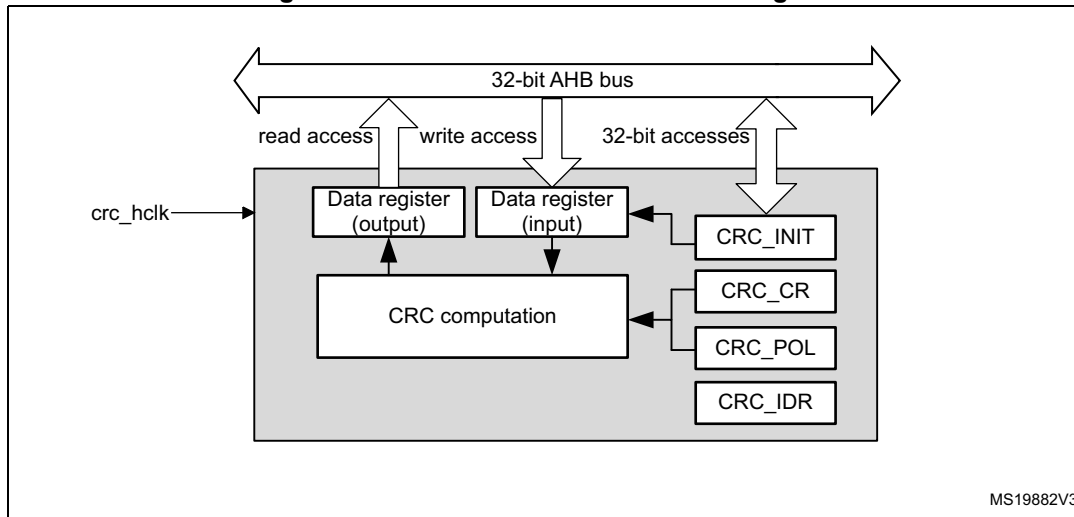 32-bit AHB bus
read access
write access
32-bit accesses
crc_hclk
Data register
(output)
Data register
(input)
CRC_INIT
CRC_CR
CRC computation
CRC_POL
CRC_IDR
MS19882V3